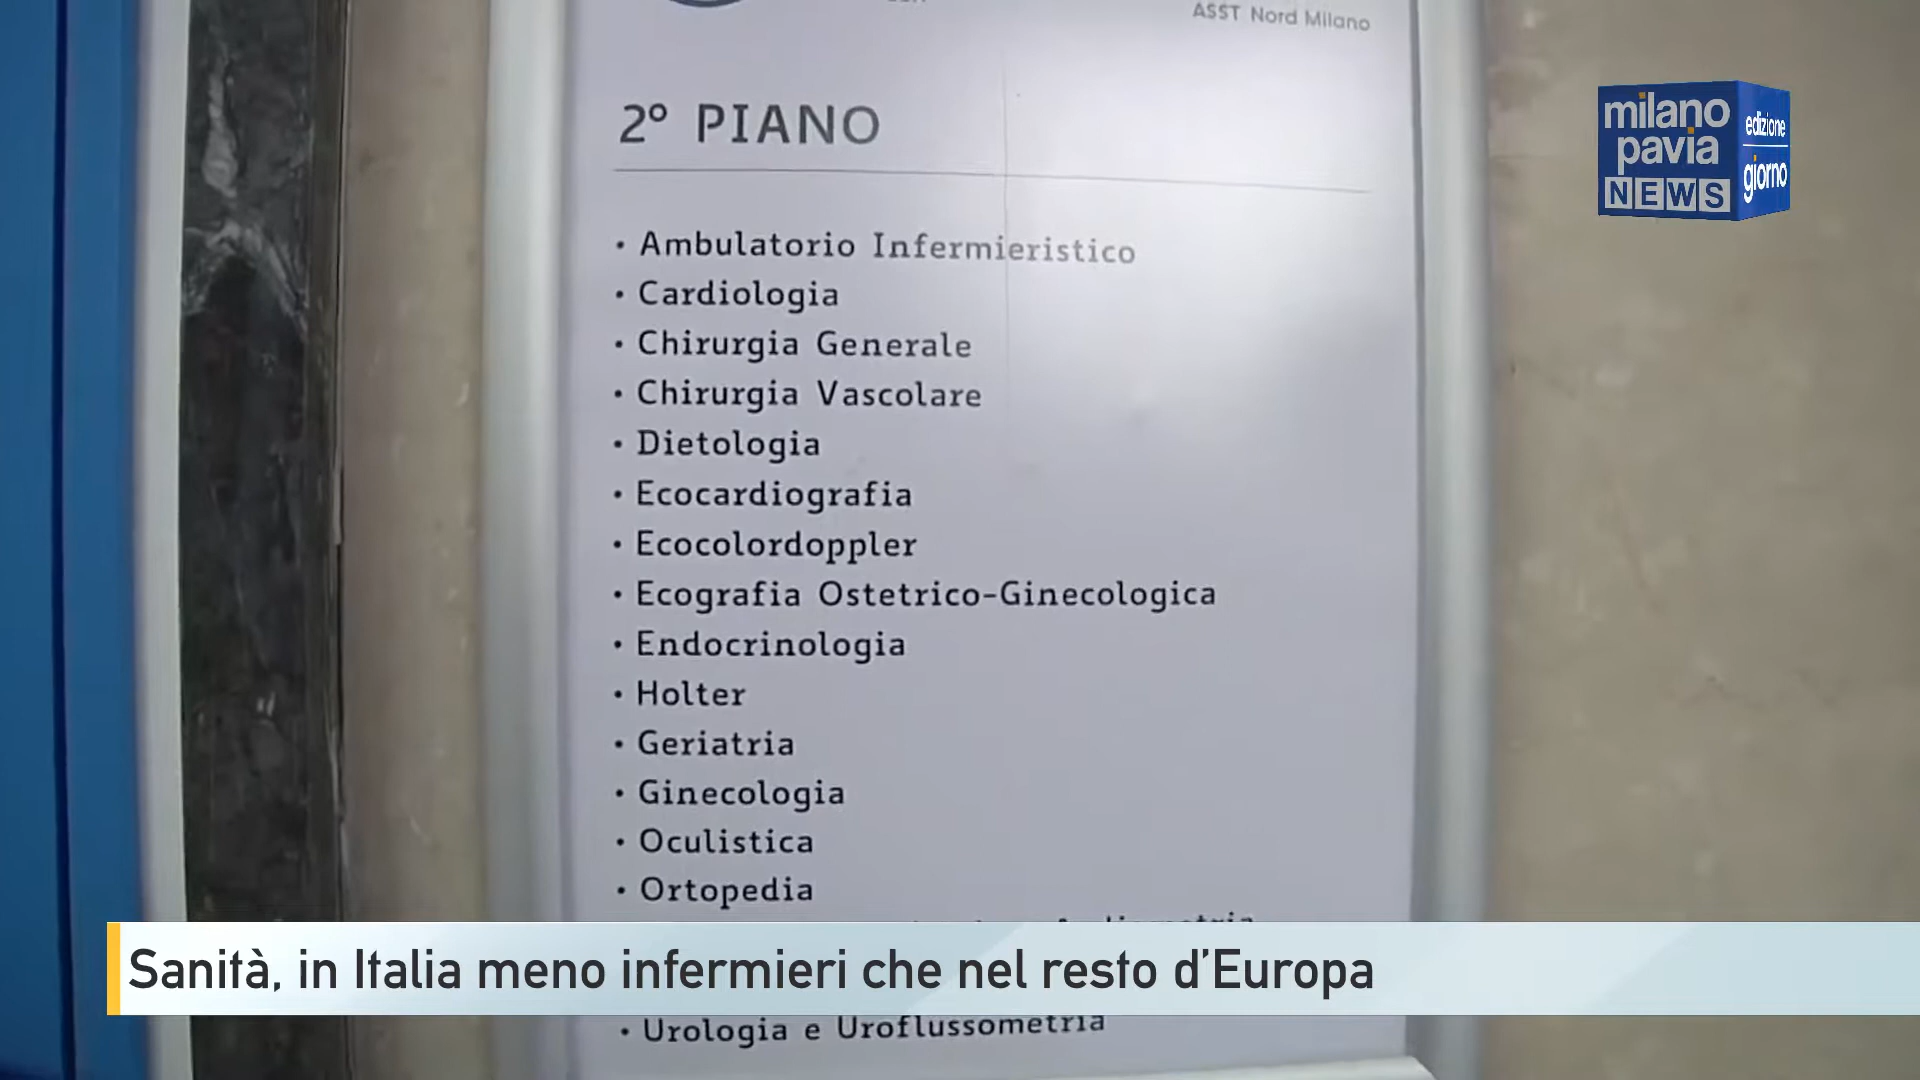 ASST Nord Milano
2° PIANO
milano
pavia
NEWS
edizione
giorno
• Ambulatorio Infermieristico
• Cardiologia
• Chirurgia Generale
• Chirurgia Vascolare
• Dietologia
• Ecocardiografia
• Ecocolordoppler
• Ecografia Ostetrico-Ginecologica
• Endocrinologia
• Holter
• Geriatria
• Ginecologia
• Oculistica
• Ortopedia
Sanità, in Italia meno infermieri che nel resto d'Europa
• Urologia e Uroflussometria